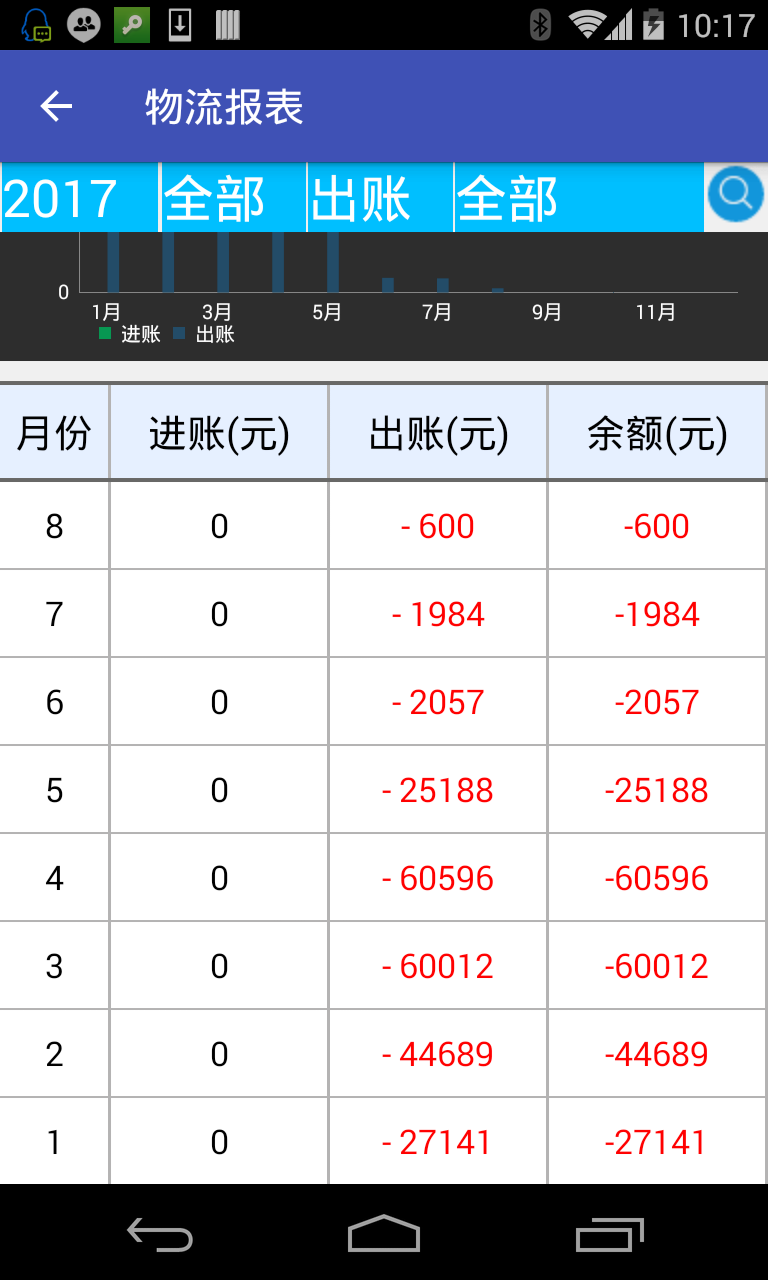 10:17
物流报表
2017 全部 出账 全部
0
1月 3月 5月 7月 9月 11月
进账 出账
月份 进账(元) 出账(元) 余额(元)
8 0 - 600 -600
7 0 - 1984 -1984
6 0 - 2057 -2057
5 0 - 25188 -25188
4 0 - 60596 -60596
3 0 - 60012 -60012
2 0 - 44689 -44689
1 0 - 27141 -27141